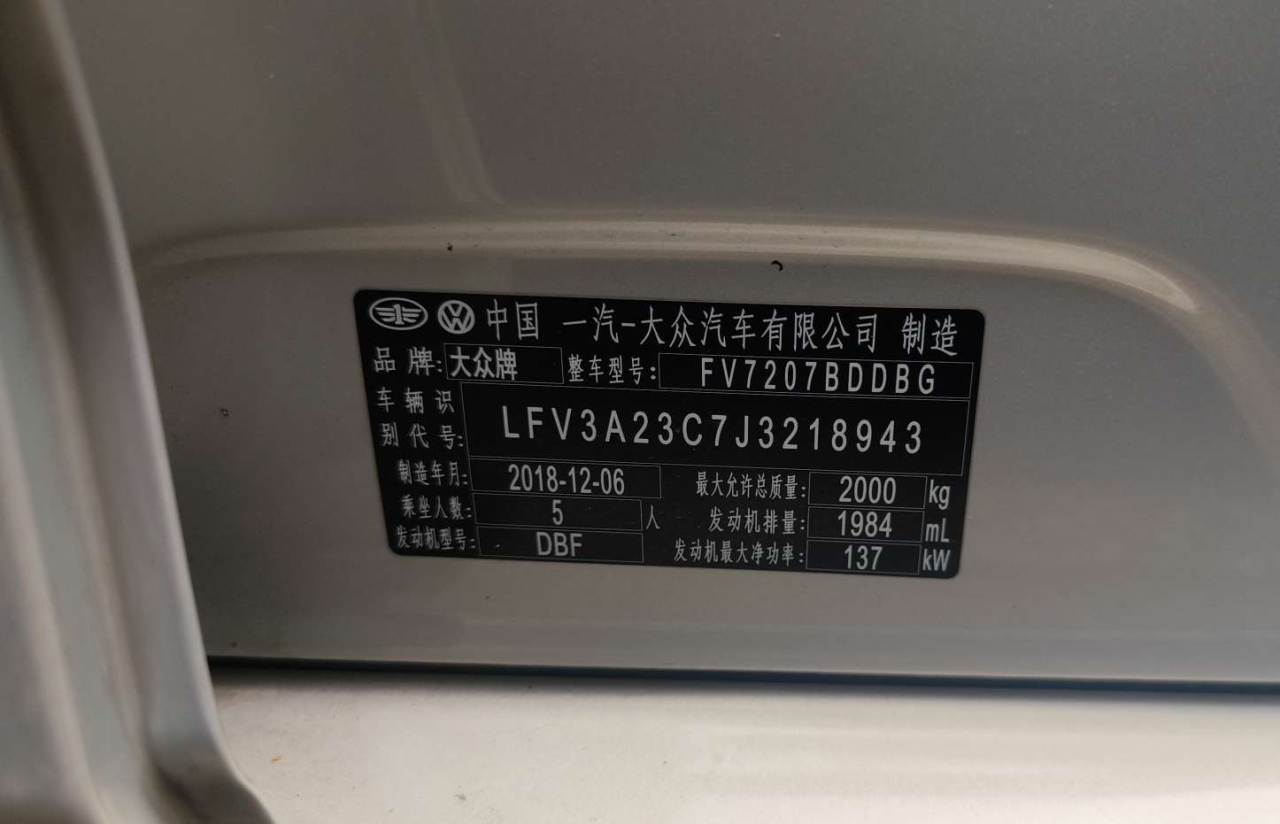 中国 一汽-大众汽车有限公司 制造
品牌: 大众牌 整车型号: FV7207BDDBG
车辆识别代号: LFV3A23C7J3218943
制造年月: 2018-12-06 最大允许总质量: 2000 kg
乘坐人数: 5 人 发动机排量: 1984 mL
发动机型号: DBF 发动机最大净功率: 137 kW